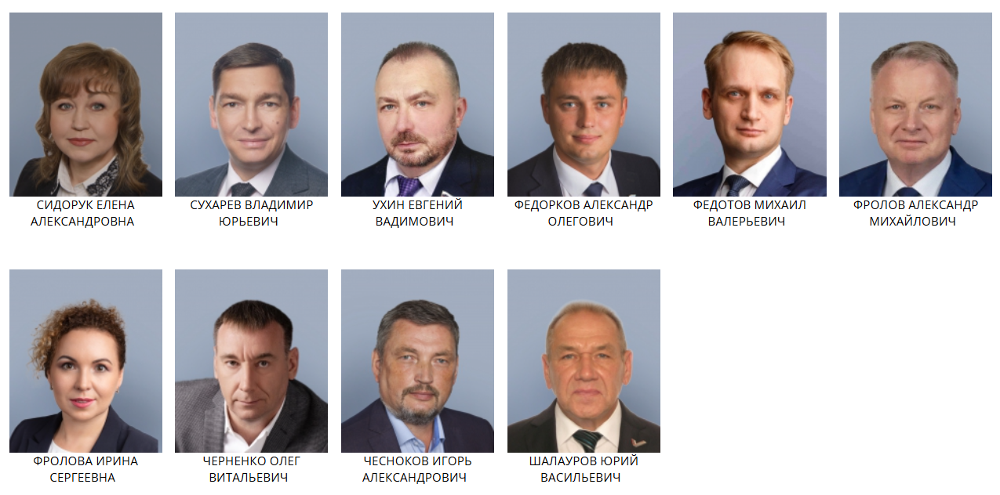 СИДОРУК ЕЛЕНА
АЛЕКСАНДРОВНА
СУХАРЕВ ВЛАДИМИР
ЮРЬЕВИЧ
УХИН ЕВГЕНИЙ
ВАДИМОВИЧ
ФЕДОРКОВ АЛЕКСАНДР
ОЛЕГОВИЧ
ФЕДОТОВ МИХАИЛ
ВАЛЕРЬЕВИЧ
ФРОЛОВ АЛЕКСАНДР
МИХАЙЛОВИЧ
ФРОЛОВА ИРИНА
СЕРГЕЕВНА
ЧЕРНЕНКО ОЛЕГ
ВИТАЛЬЕВИЧ
ЧЕСНОКОВ ИГОРЬ
АЛЕКСАНДРОВИЧ
ШАЛАУРОВ ЮРИЙ
ВАСИЛЬЕВИЧ